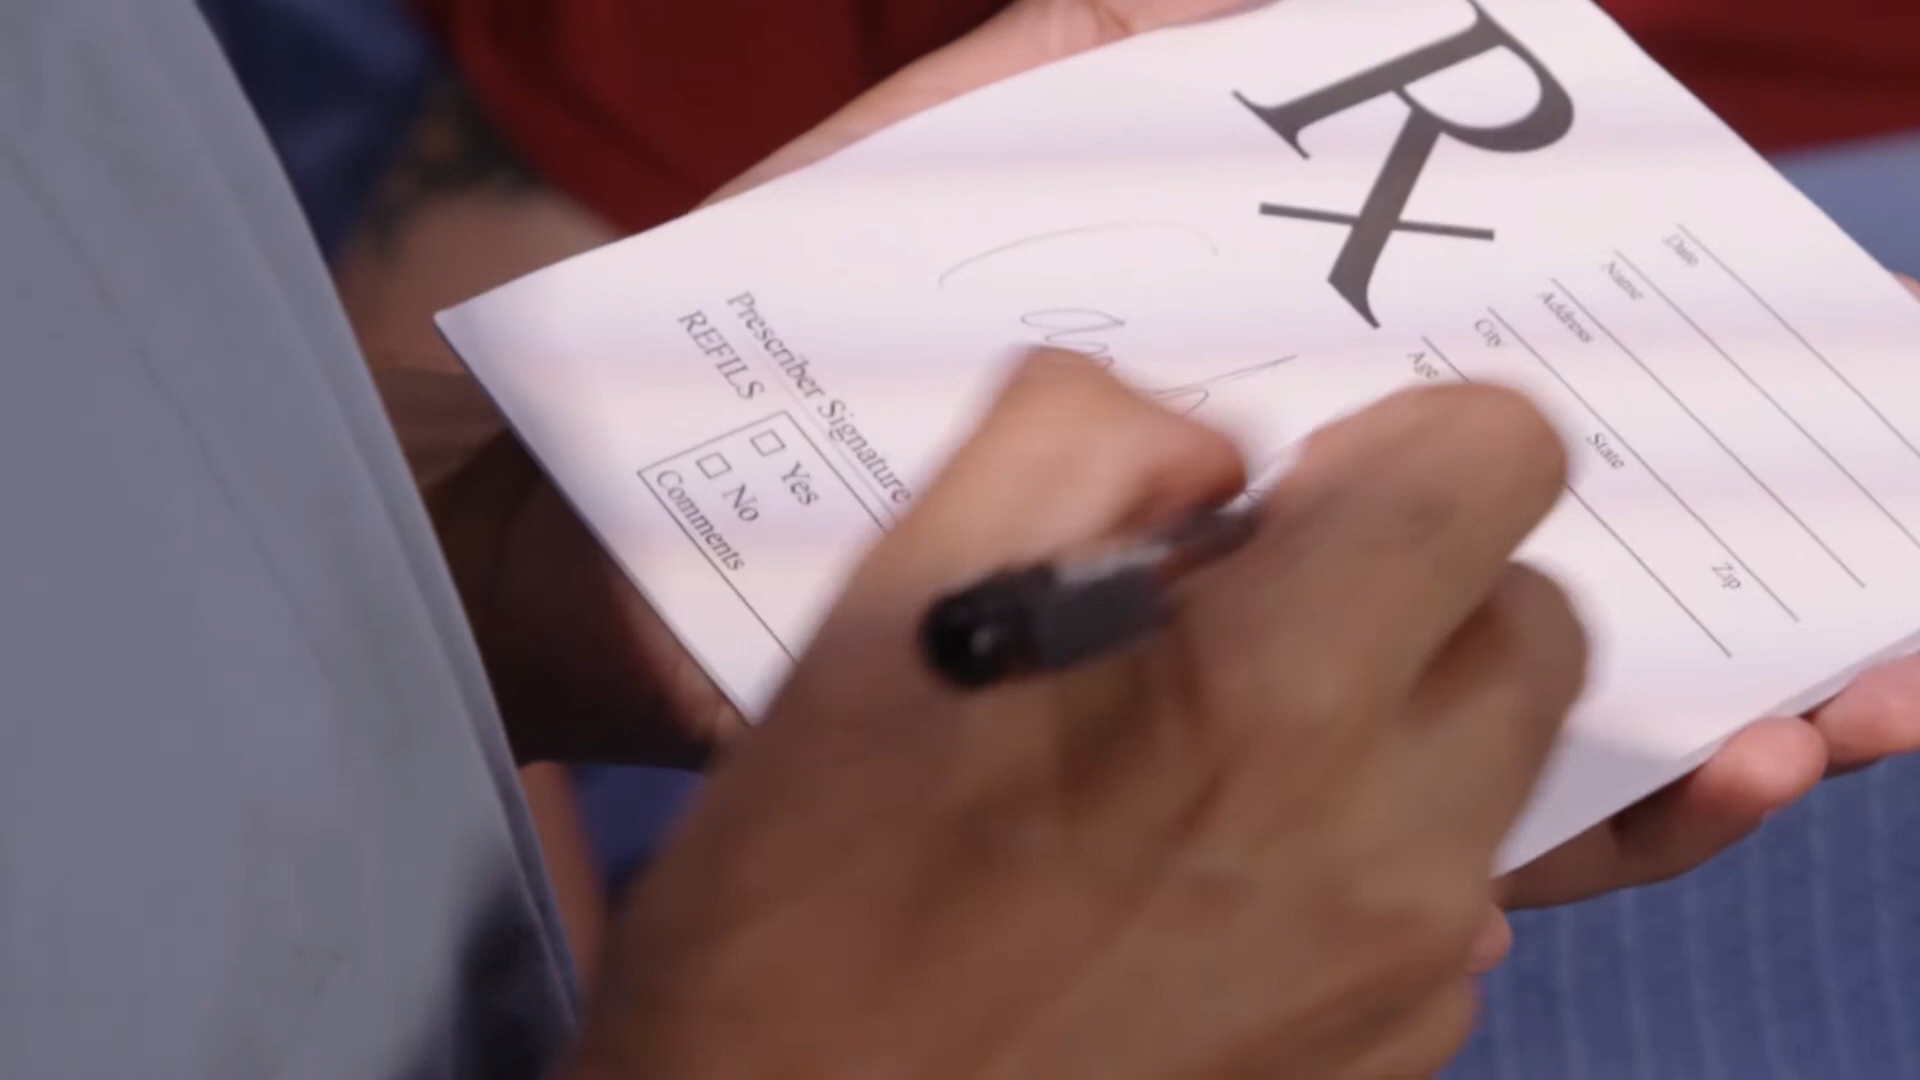 Rx
Date
Name
Address
City State Zip
Age
Prescriber Signature
REFILS
Yes
No
Comments